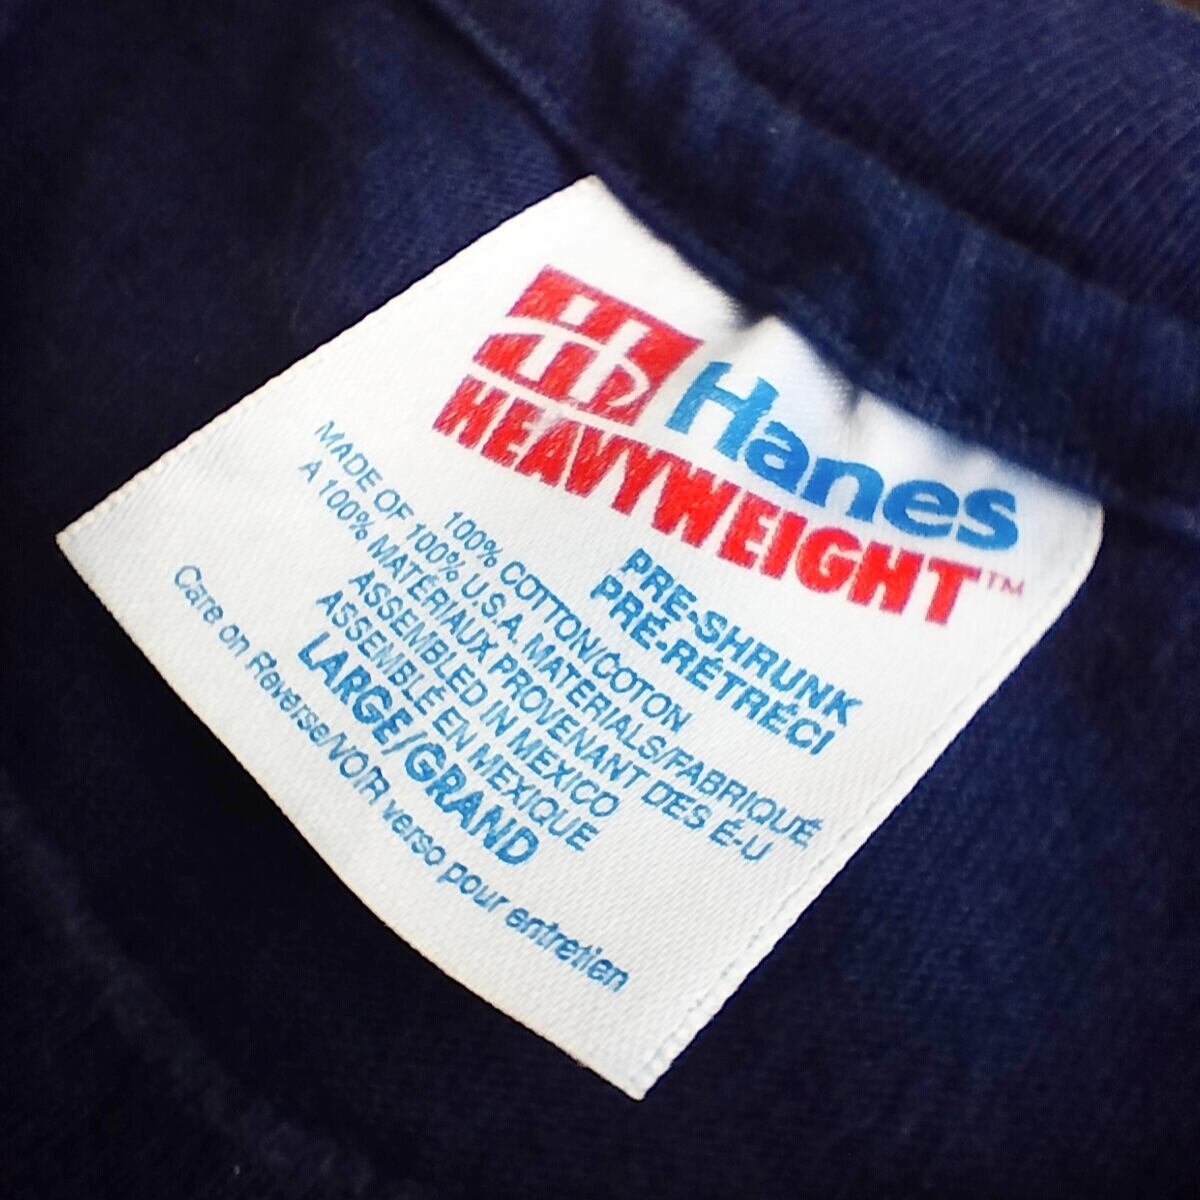 Hanes
HEAVYWEIGHT™
PRE-SHRUNK
PRÉ-RÉTRÉCI
100% COTTON/COTON
MADE OF 100% U.S.A. MATERIALS/FABRIQUÉ
A 100% MATÉRIAUX PROVENANT DES É-U
ASSEMBLED IN MEXICO
ASSEMBLÉ EN MEXIQUE
LARGE/GRAND
Care on Reverse/VOIR verso pour entretien